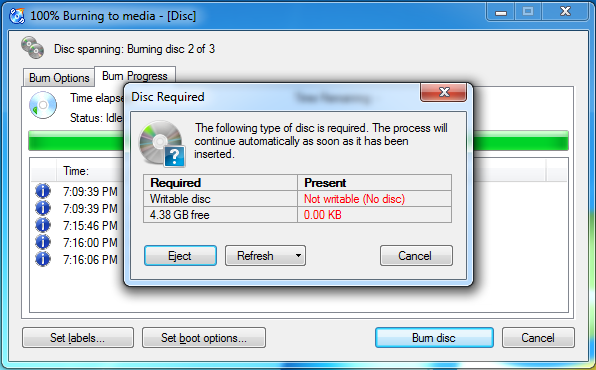 100% Burning to media - [Disc]
Disc spanning: Burning disc 2 of 3
Burn Options
Burn Progress
Time elapse
Time Remaining:
Status: Idle
Time:
7:09:39 PM
7:09:39 PM
7:15:46 PM
7:16:00 PM
7:16:06 PM
Disc Required
The following type of disc is required. The process will
continue automatically as soon as it has been
inserted.
Required Present
Writable disc Not writable (No disc)
4.38 GB free 0.00 KB
Eject
Refresh
Cancel
Set labels...
Set boot options...
Burn disc
Cancel